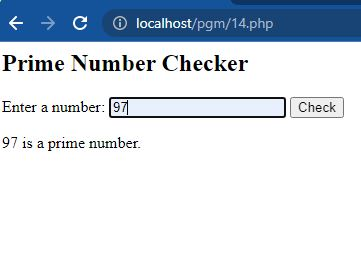 localhost/pgm/14.php
Prime Number Checker
Enter a number: 97 Check
97 is a prime number.